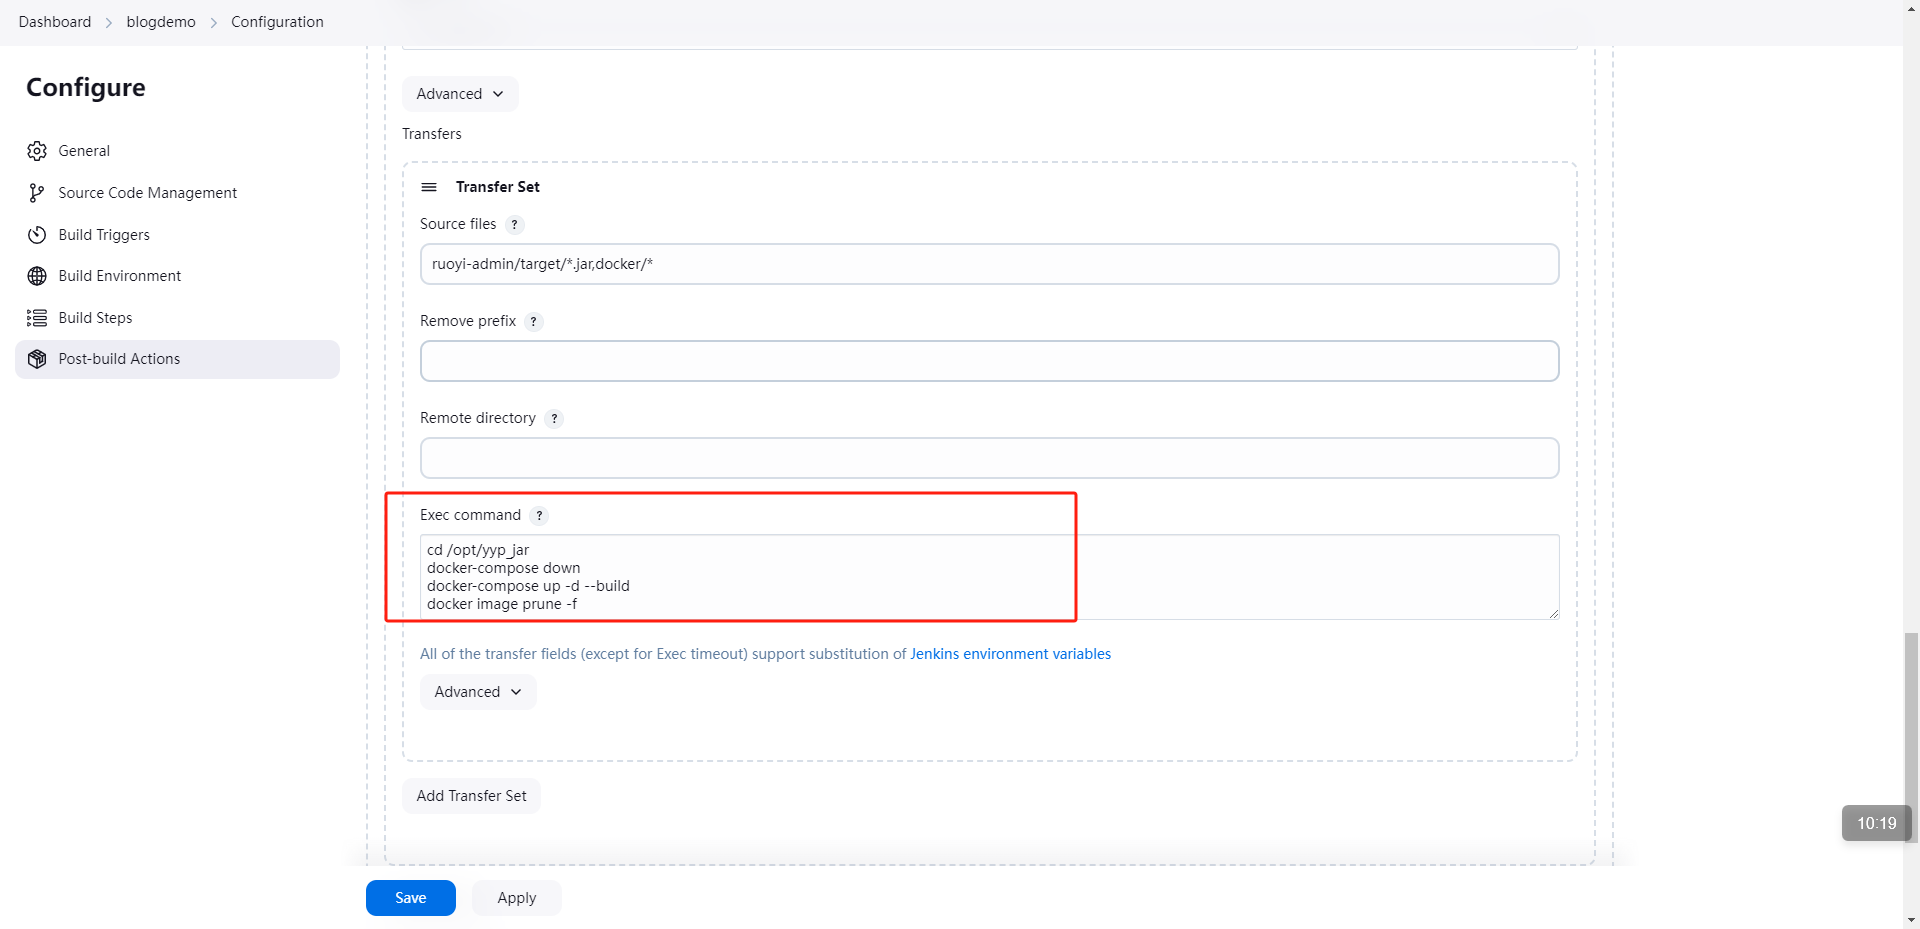 Dashboard > blogdemo > Configuration
Configure
General
Source Code Management
Build Triggers
Build Environment
Build Steps
Post-build Actions
Advanced
Transfers
Transfer Set
Source files ?
ruoyi-admin/target/*.jar,docker/*
Remove prefix ?
Remote directory ?
Exec command ?
cd /opt/yyp_jar
docker-compose down
docker-compose up -d --build
docker image prune -f
All of the transfer fields (except for Exec timeout) support substitution of Jenkins environment variables
Advanced
Add Transfer Set
10:19
Save
Apply